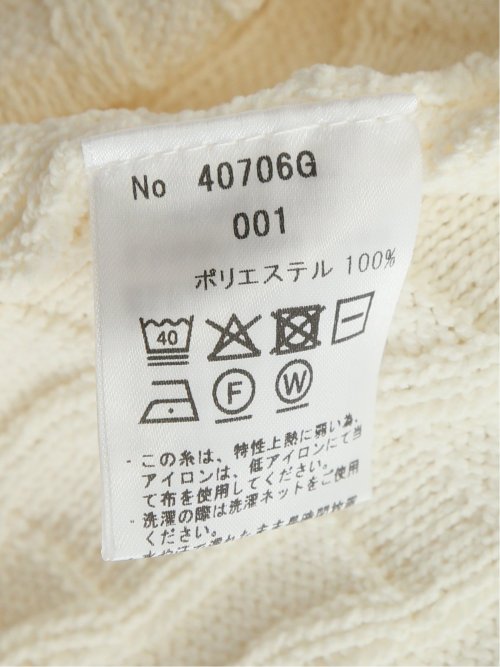 No 40706G
001
ポリエステル 100%
40
F W
・この糸は、特性上熱に弱い為、
アイロンは、低アイロンにて当
て布を使用してください。
・洗濯の際は洗濯ネットをご使用
ください。